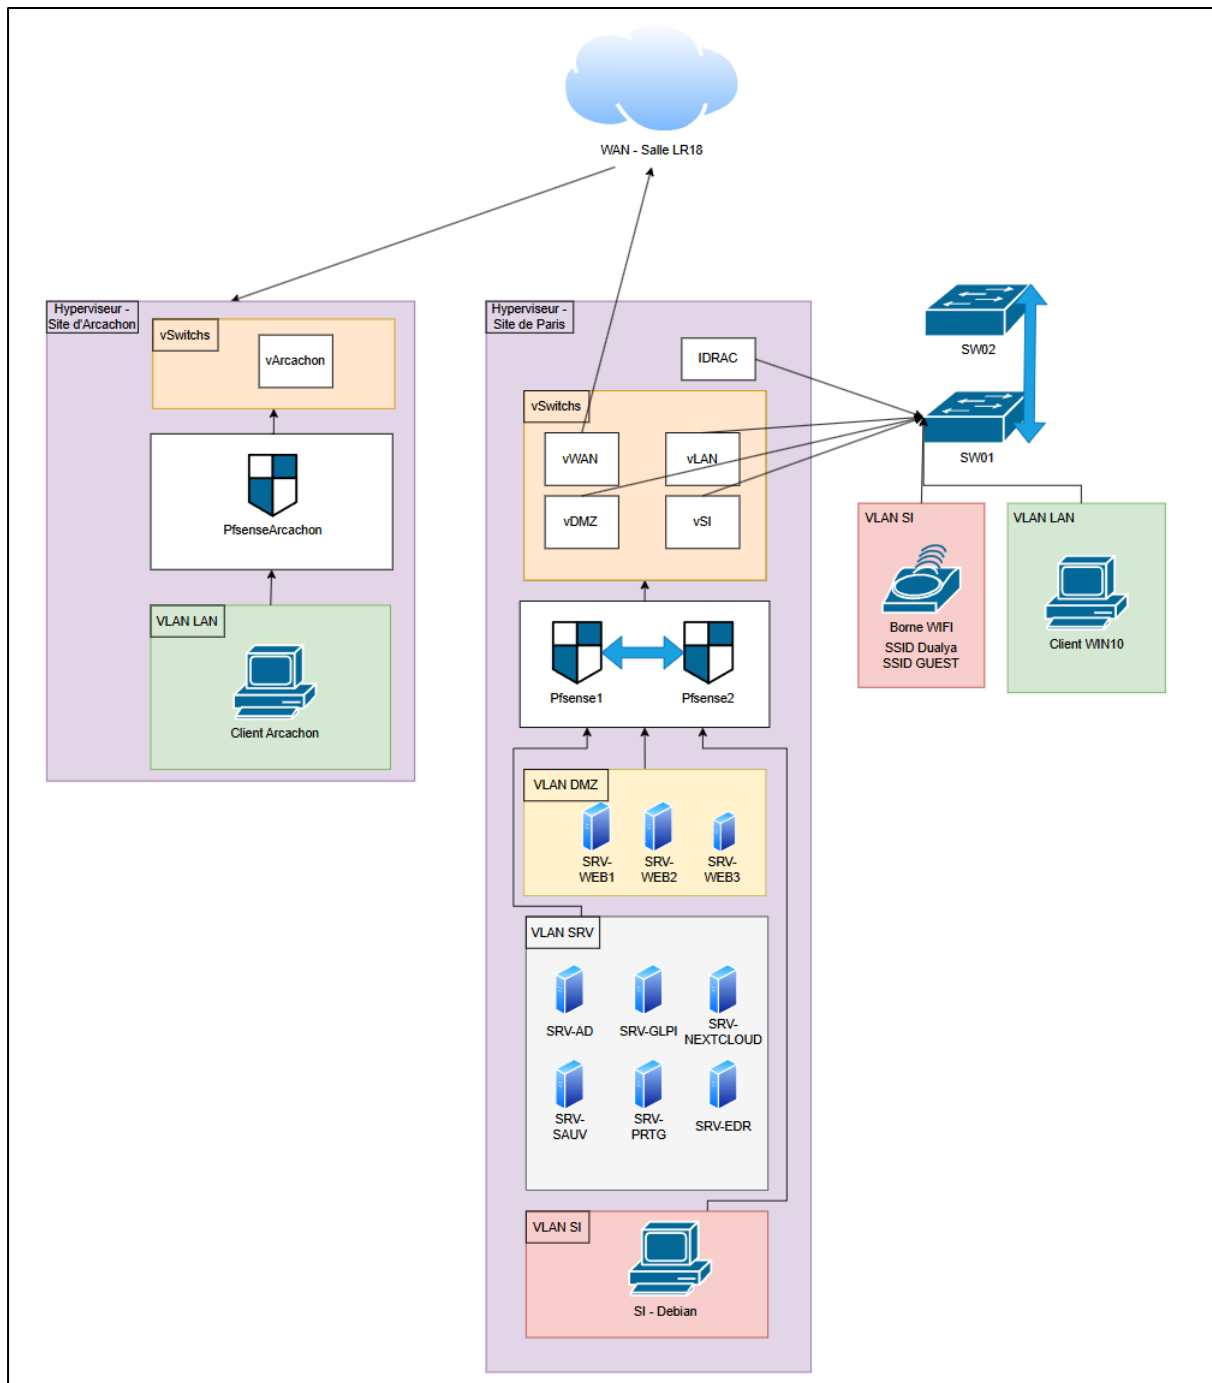 WAN - Salle LR18
Hyperviseur -
Site d'Arcachon
vSwitchs
vArcachon
PfsenseArcachon
VLAN LAN
Client Arcachon
Hyperviseur -
Site de Paris
IDRAC
vSwitchs
vWAN
vLAN
vDMZ
vSI
Pfsense1
Pfsense2
VLAN DMZ
SRV-
WEB1
SRV-
WEB2
SRV-
WEB3
VLAN SRV
SRV-AD
SRV-GLPI
SRV-
NEXTCLOUD
SRV-
SAUV
SRV-
PRTG
SRV-EDR
VLAN SI
SI - Debian
SW02
SW01
VLAN SI
Borne WIFI
SSID Dualya
SSID GUEST
VLAN LAN
Client WIN10